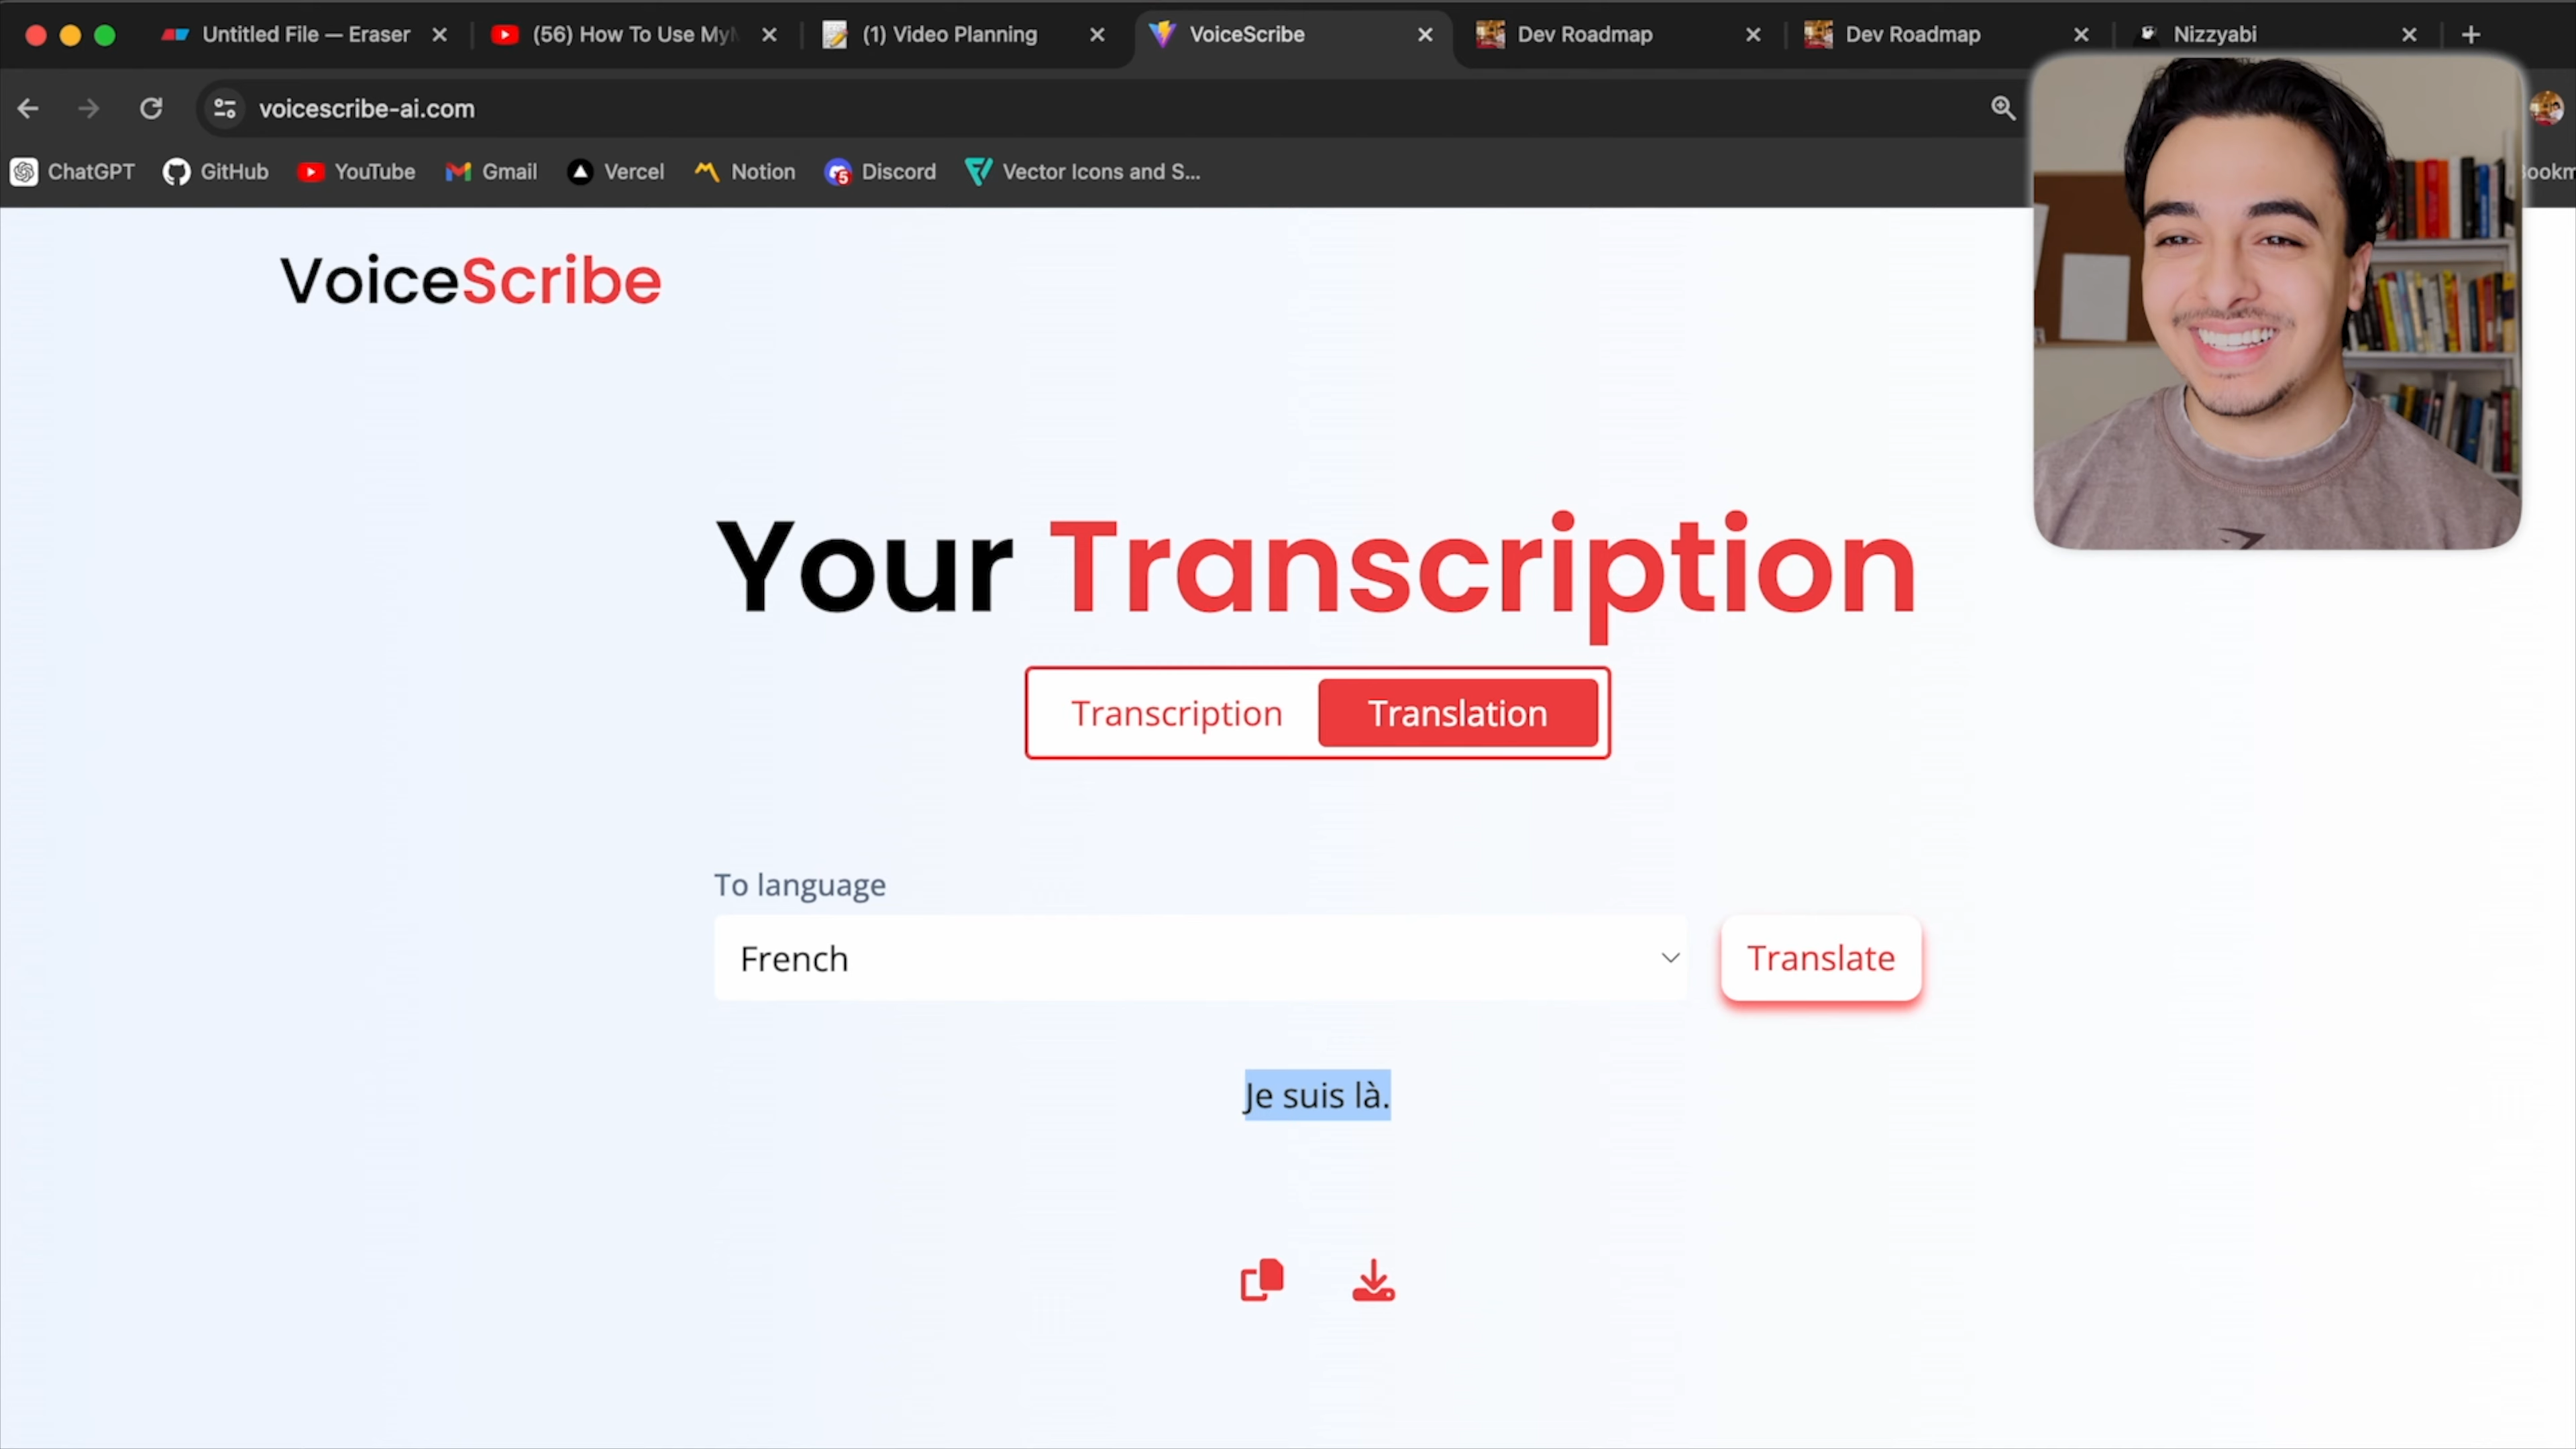 Untitled File — Eraser
(56) How To Use My
(1) Video Planning
VoiceScribe
Dev Roadmap
Dev Roadmap
Nizzyabi
voicescribe-ai.com
ChatGPT
GitHub
YouTube
Gmail
Vercel
Notion
5
Discord
Vector Icons and S...
VoiceScribe
Your Transcription
Transcription
Translation
To language
French
Translate
Je suis là.